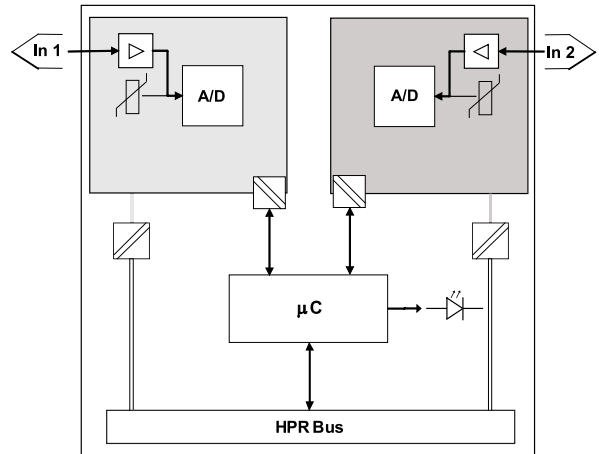 In 1
In 2
A/D
A/D
μC
HPR Bus